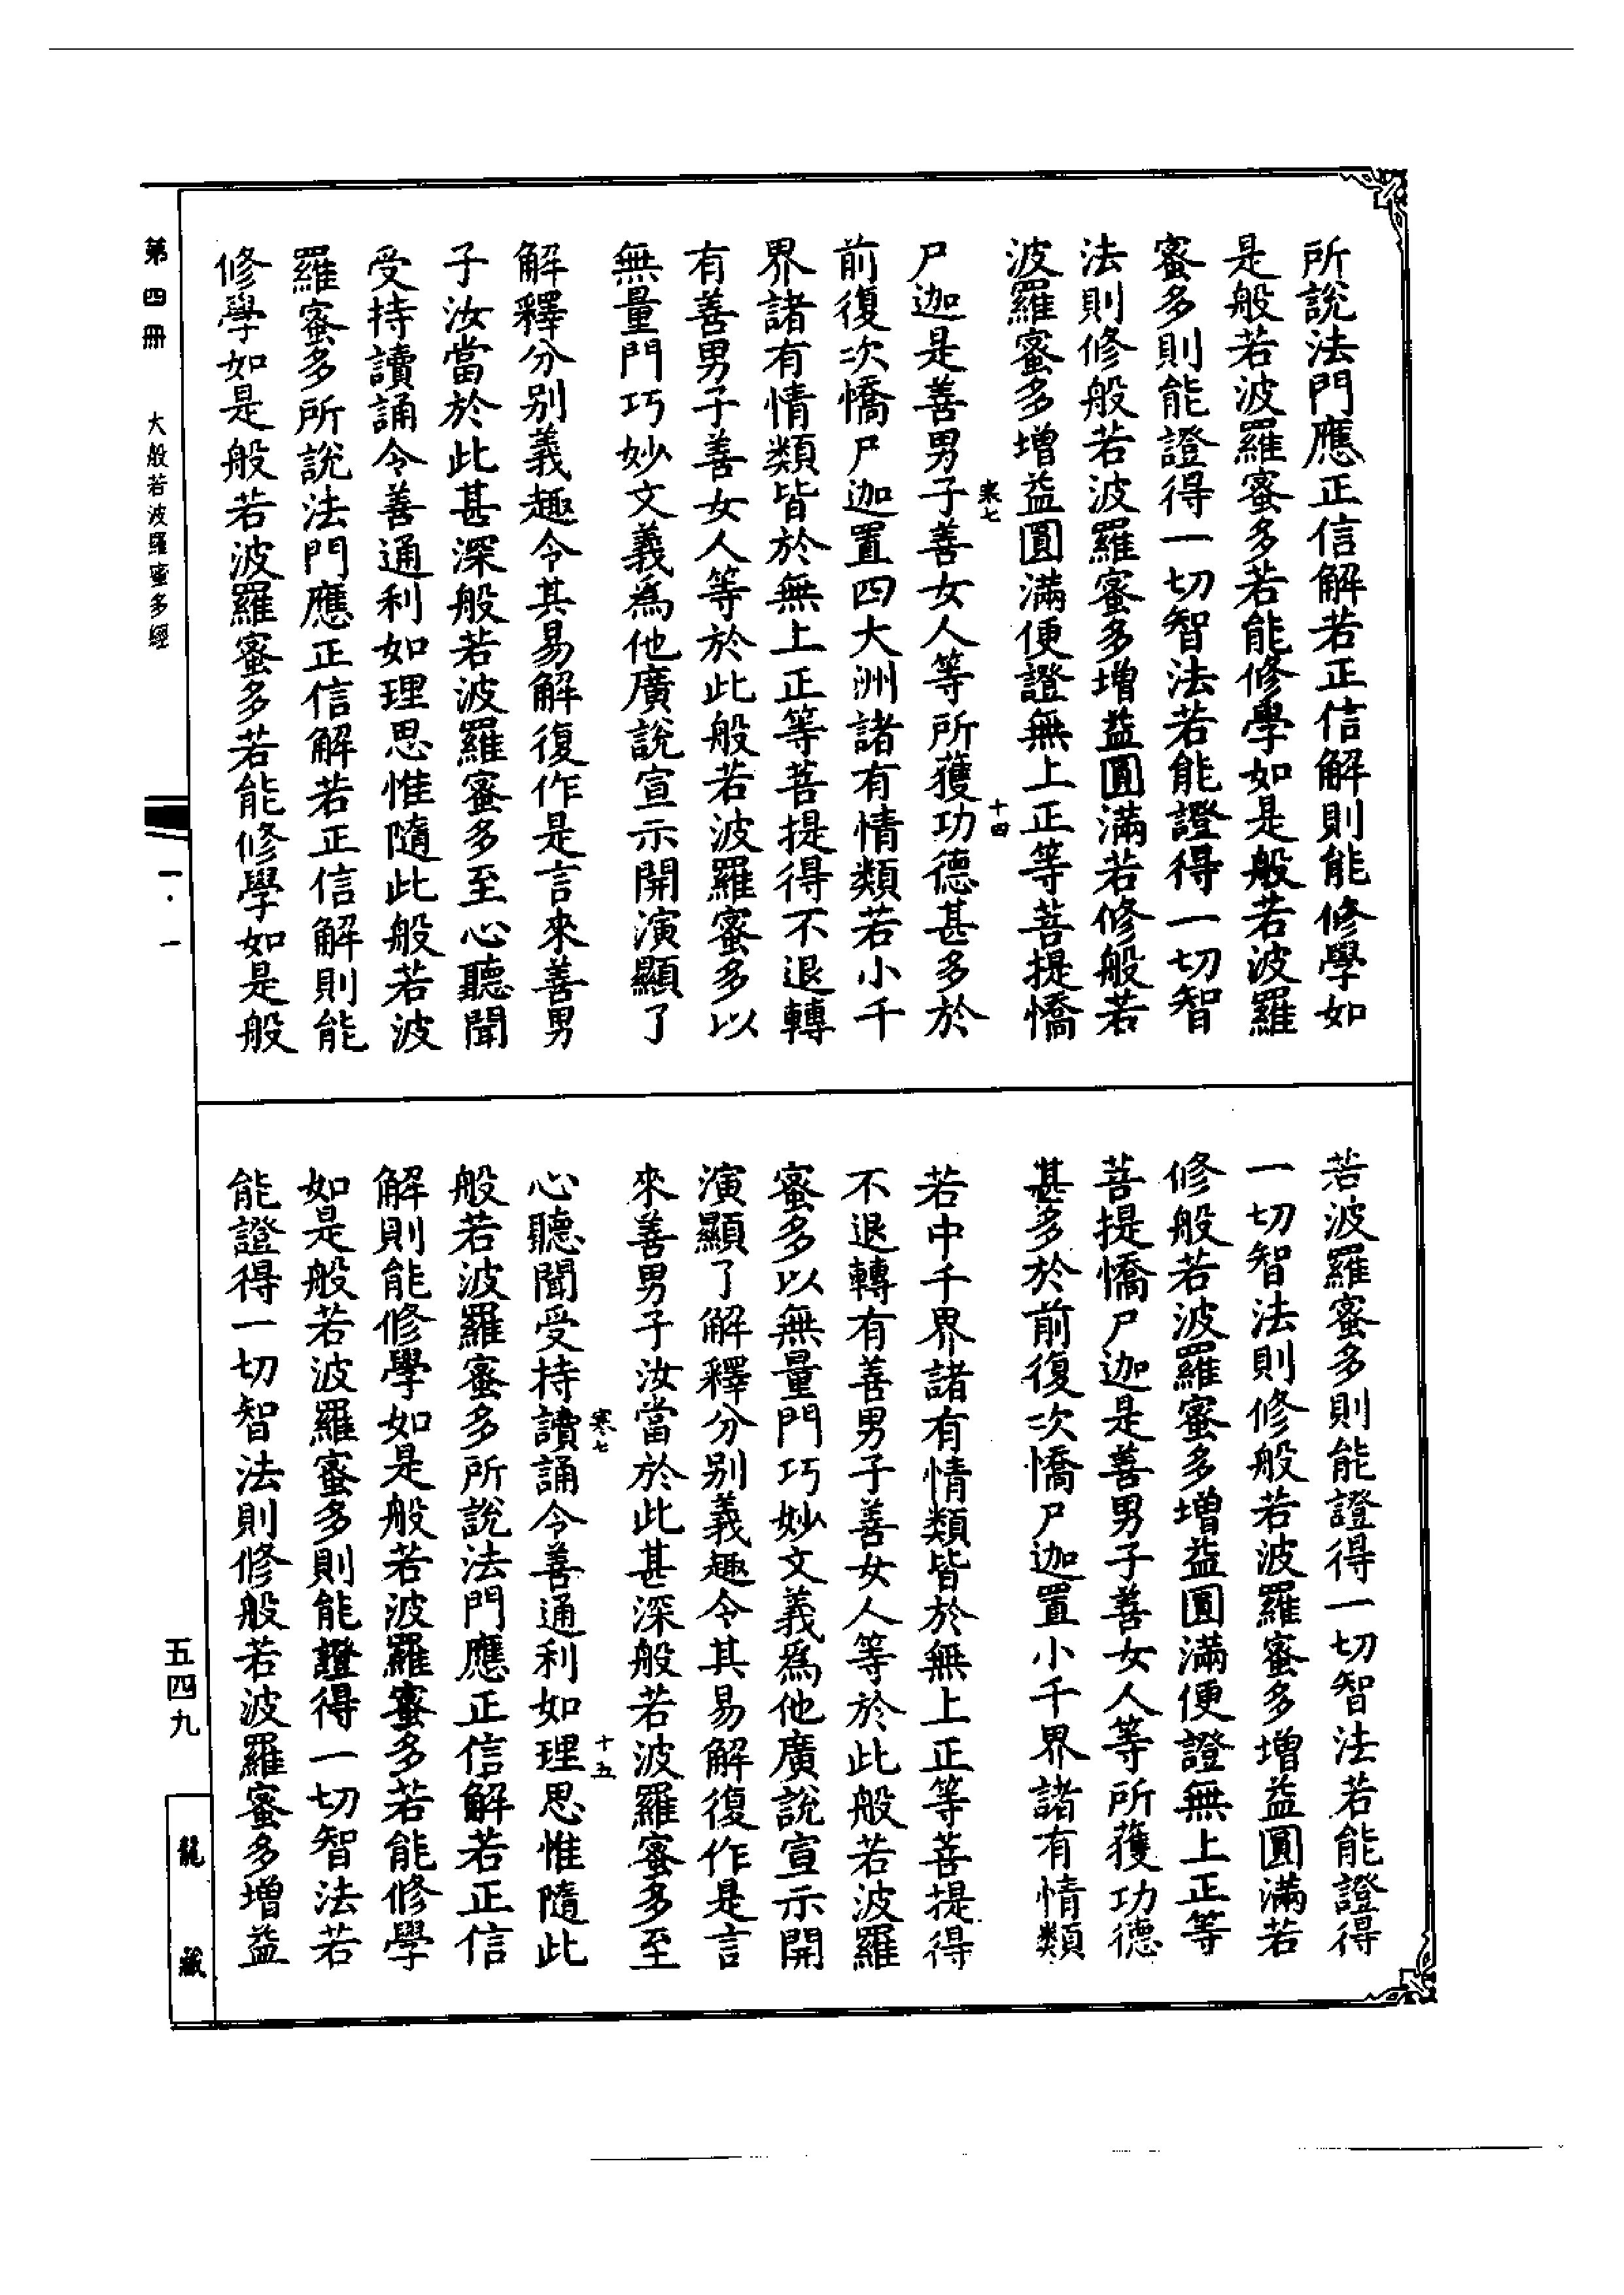 所說法門應正信解若正信解則能修學如
是般若波羅蜜多若能修學如是般若波羅
蜜多則能證得一切智法若能證得一切智
法則修般若波羅蜜多增益圓滿若修般若
波羅蜜多增益圓滿便證無上正等菩提憍
寒七
十四
尸迦是善男子善女人等所獲功德甚多於
前復次憍尸迦置四大洲諸有情類若小千
界諸有情類皆於無上正等菩提得不退轉
有善男子善女人等於此般若波羅蜜多以
無量門巧妙文義為他廣說宣示開演顯了
解釋分別義趣令其易解復作是言來善男
子汝當於此甚深般若波羅蜜多至心聽聞
受持讀誦令善通利如理思惟隨此般若波
羅蜜多所說法門應正信解若正信解則能
修學如是般若波羅蜜多若能修學如是般
若波羅蜜多則能證得一切智法若能證得
一切智法則修般若波羅蜜多增益圓滿若
修般若波羅蜜多增益圓滿便證無上正等
菩提憍尸迦是善男子善女人等所獲功德
甚多於前復次憍尸迦置小千界諸有情類
若中千界諸有情類皆於無上正等菩提得
不退轉有善男子善女人等於此般若波羅
蜜多以無量門巧妙文義為他廣說宣示開
演顯了解釋分別義趣令其易解復作是言
來善男子汝當於此甚深般若波羅蜜多至
寒七
十五
心聽聞受持讀誦令善通利如理思惟隨此
般若波羅蜜多所說法門應正信解若正信
解則能修學如是般若波羅蜜多若能修學
如是般若波羅蜜多則能證得一切智法若
能證得一切智法則修般若波羅蜜多增益
第四冊 大般若波羅蜜多經
一·一
五四九
龍藏